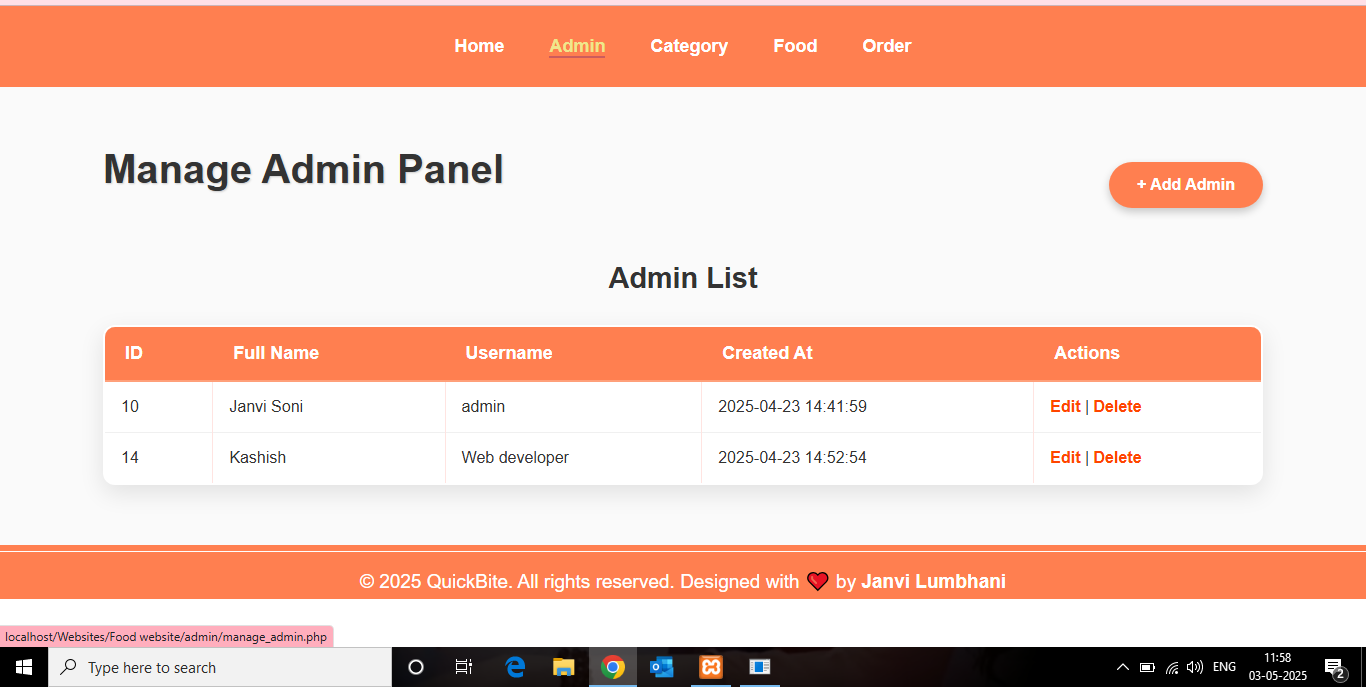 Home Admin Category Food Order
Manage Admin Panel
+ Add Admin
Admin List
ID Full Name Username Created At Actions
10 Janvi Soni admin 2025-04-23 14:41:59 Edit | Delete
14 Kashish Web developer 2025-04-23 14:52:54 Edit | Delete
© 2025 QuickBite. All rights reserved. Designed with ❤️ by Janvi Lumbhani
localhost/Websites/Food website/admin/manage_admin.php
Type here to search
ENG
11:58
03-05-2025
2